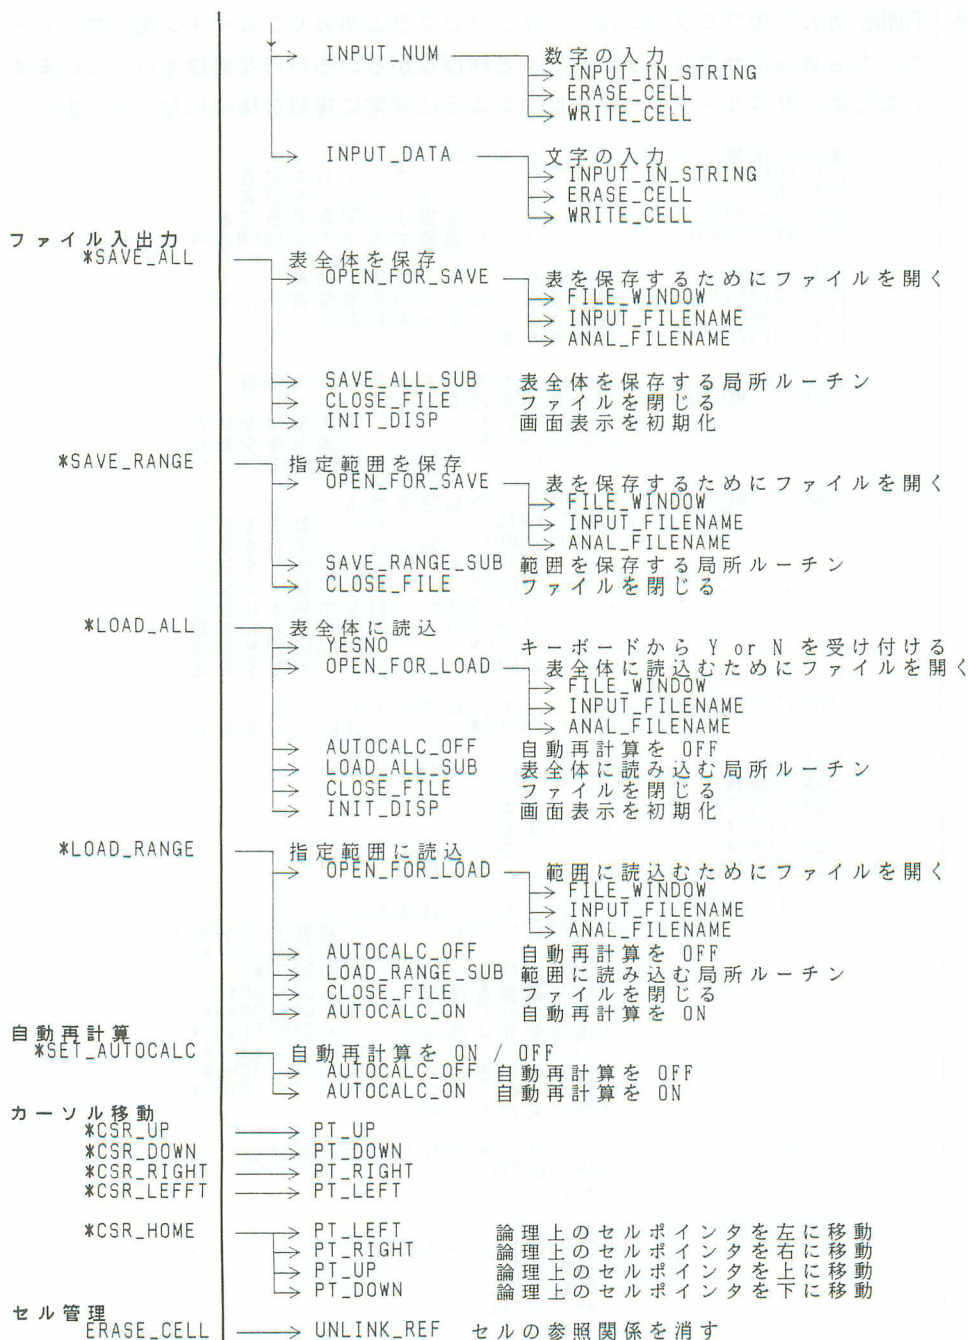 INPUT_NUM 数字の入力
INPUT_IN_STRING
ERASE_CELL
WRITE_CELL
INPUT_DATA 文字の入力
INPUT_IN_STRING
ERASE_CELL
WRITE_CELL
ファイル入出力
*SAVE_ALL 表全体を保存
OPEN_FOR_SAVE 表を保存するためにファイルを開く
FILE_WINDOW
INPUT_FILENAME
ANAL_FILENAME
SAVE_ALL_SUB 表全体を保存する局所ルーチン
CLOSE_FILE ファイルを閉じる
INIT_DISP 画面表示を初期化
*SAVE_RANGE 指定範囲を保存
OPEN_FOR_SAVE 表を保存するためにファイルを開く
FILE_WINDOW
INPUT_FILENAME
ANAL_FILENAME
SAVE_RANGE_SUB 範囲を保存する局所ルーチン
CLOSE_FILE ファイルを閉じる
*LOAD_ALL 表全体に読込
YESNO キーボードから Y or N を受け付ける
OPEN_FOR_LOAD 表全体に読込むためにファイルを開く
FILE_WINDOW
INPUT_FILENAME
ANAL_FILENAME
AUTOCALC_OFF 自動再計算を OFF
LOAD_ALL_SUB 表全体に読み込む局所ルーチン
CLOSE_FILE ファイルを閉じる
INIT_DISP 画面表示を初期化
*LOAD_RANGE 指定範囲に読込
OPEN_FOR_LOAD 範囲に読込むためにファイルを開く
FILE_WINDOW
INPUT_FILENAME
ANAL_FILENAME
AUTOCALC_OFF 自動再計算を OFF
LOAD_RANGE_SUB 範囲に読み込む局所ルーチン
CLOSE_FILE ファイルを閉じる
AUTOCALC_ON 自動再計算を ON
自動再計算
*SET_AUTOCALC 自動再計算を ON / OFF
AUTOCALC_OFF 自動再計算を OFF
AUTOCALC_ON 自動再計算を ON
カーソル移動
*CSR_UP PT_UP
*CSR_DOWN PT_DOWN
*CSR_RIGHT PT_RIGHT
*CSR_LEFFT PT_LEFT
*CSR_HOME PT_LEFT 論理上のセルポインタを左に移動
PT_RIGHT 論理上のセルポインタを右に移動
PT_UP 論理上のセルポインタを上に移動
PT_DOWN 論理上のセルポインタを下に移動
セル管理
ERASE_CELL UNLINK_REF セルの参照関係を消す